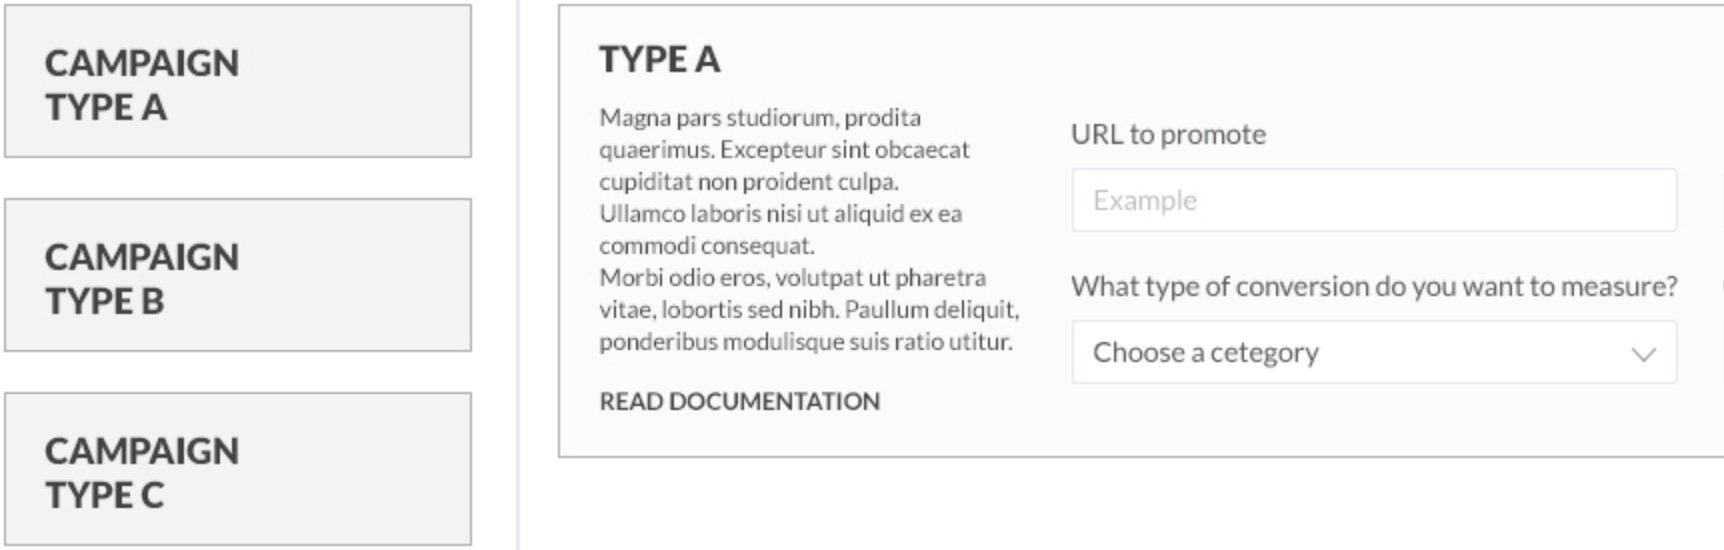 CAMPAIGN
TYPE A
CAMPAIGN
TYPE B
CAMPAIGN
TYPE C
TYPE A
Magna pars studiorum, prodita
quaerimus. Excepteur sint obcaecat
cupiditat non proident culpa.
Ullamco laboris nisi ut aliquid ex ea
commodi consequat.
Morbi odio eros, volutpat ut pharetra
vitae, lobortis sed nibh. Paullum deliquit,
ponderibus modulisque suis ratio utitur.
READ DOCUMENTATION
URL to promote
Example
What type of conversion do you want to measure?
Choose a cetegory